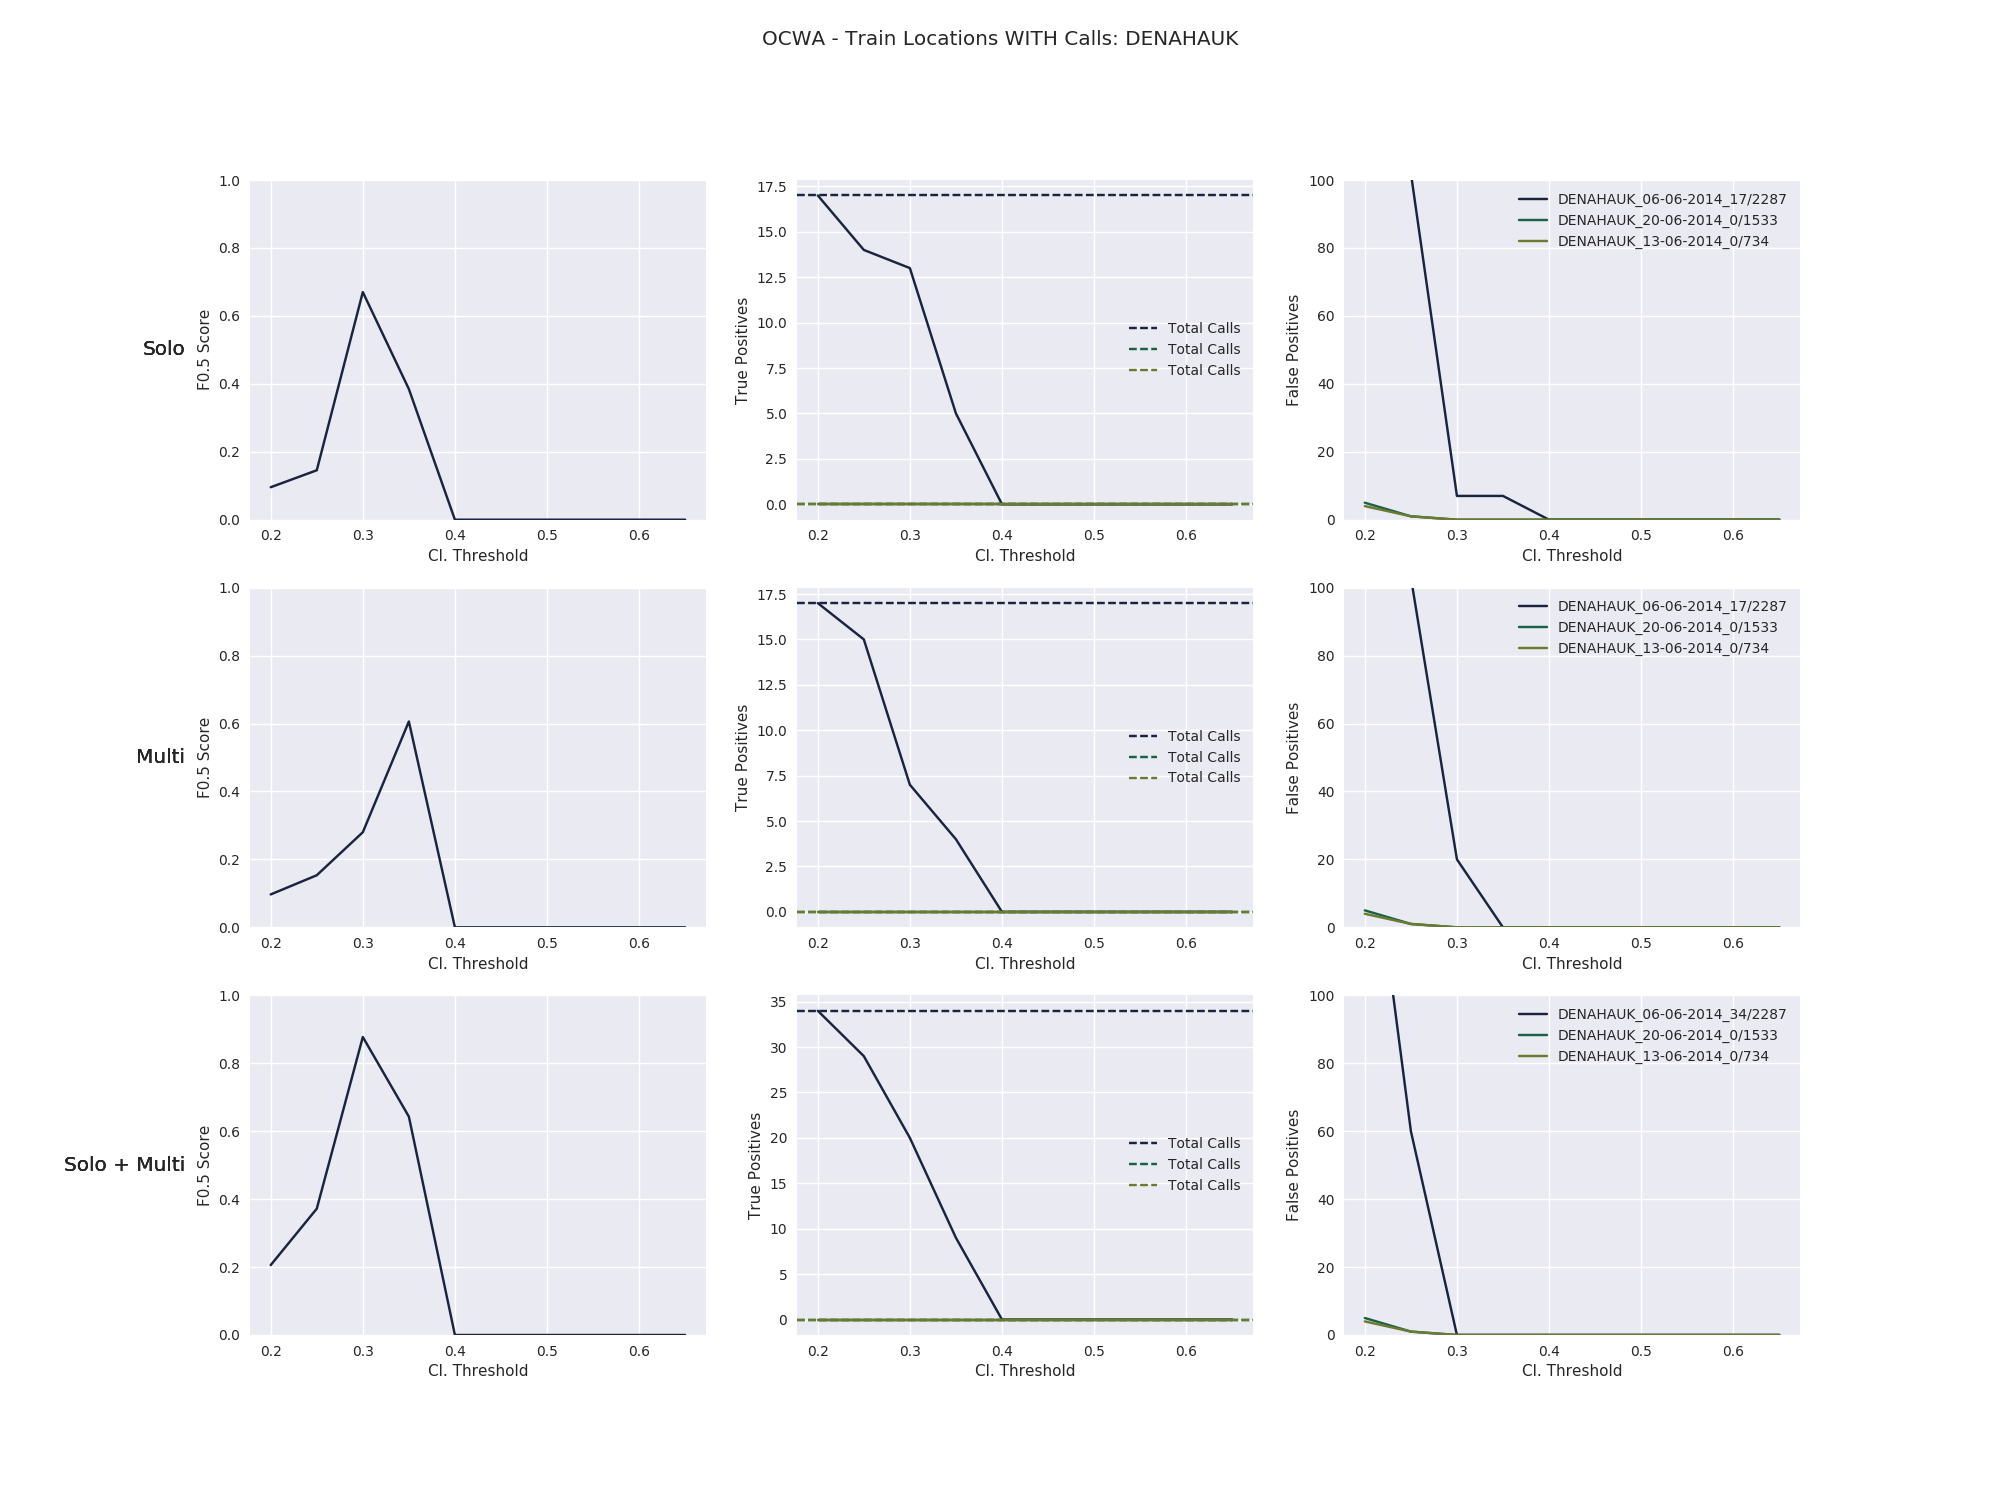 OCWA - Train Locations WITH Calls: DENAHAUK
Solo
F0.5 Score
1.0
0.8
0.6
0.4
0.2
0.0
0.2 0.3 0.4 0.5 0.6
Cl. Threshold
True Positives
17.5
15.0
12.5
10.0
7.5
5.0
2.5
0.0
Total Calls
Total Calls
Total Calls
0.2 0.3 0.4 0.5 0.6
Cl. Threshold
False Positives
100
80
60
40
20
0
DENAHAUK_06-06-2014_17/2287
DENAHAUK_20-06-2014_0/1533
DENAHAUK_13-06-2014_0/734
0.2 0.3 0.4 0.5 0.6
Cl. Threshold
Multi
F0.5 Score
1.0
0.8
0.6
0.4
0.2
0.0
0.2 0.3 0.4 0.5 0.6
Cl. Threshold
True Positives
17.5
15.0
12.5
10.0
7.5
5.0
2.5
0.0
Total Calls
Total Calls
Total Calls
0.2 0.3 0.4 0.5 0.6
Cl. Threshold
False Positives
100
80
60
40
20
0
DENAHAUK_06-06-2014_17/2287
DENAHAUK_20-06-2014_0/1533
DENAHAUK_13-06-2014_0/734
0.2 0.3 0.4 0.5 0.6
Cl. Threshold
Solo + Multi
F0.5 Score
1.0
0.8
0.6
0.4
0.2
0.0
0.2 0.3 0.4 0.5 0.6
Cl. Threshold
True Positives
35
30
25
20
15
10
5
0
Total Calls
Total Calls
Total Calls
0.2 0.3 0.4 0.5 0.6
Cl. Threshold
False Positives
100
80
60
40
20
0
DENAHAUK_06-06-2014_34/2287
DENAHAUK_20-06-2014_0/1533
DENAHAUK_13-06-2014_0/734
0.2 0.3 0.4 0.5 0.6
Cl. Threshold